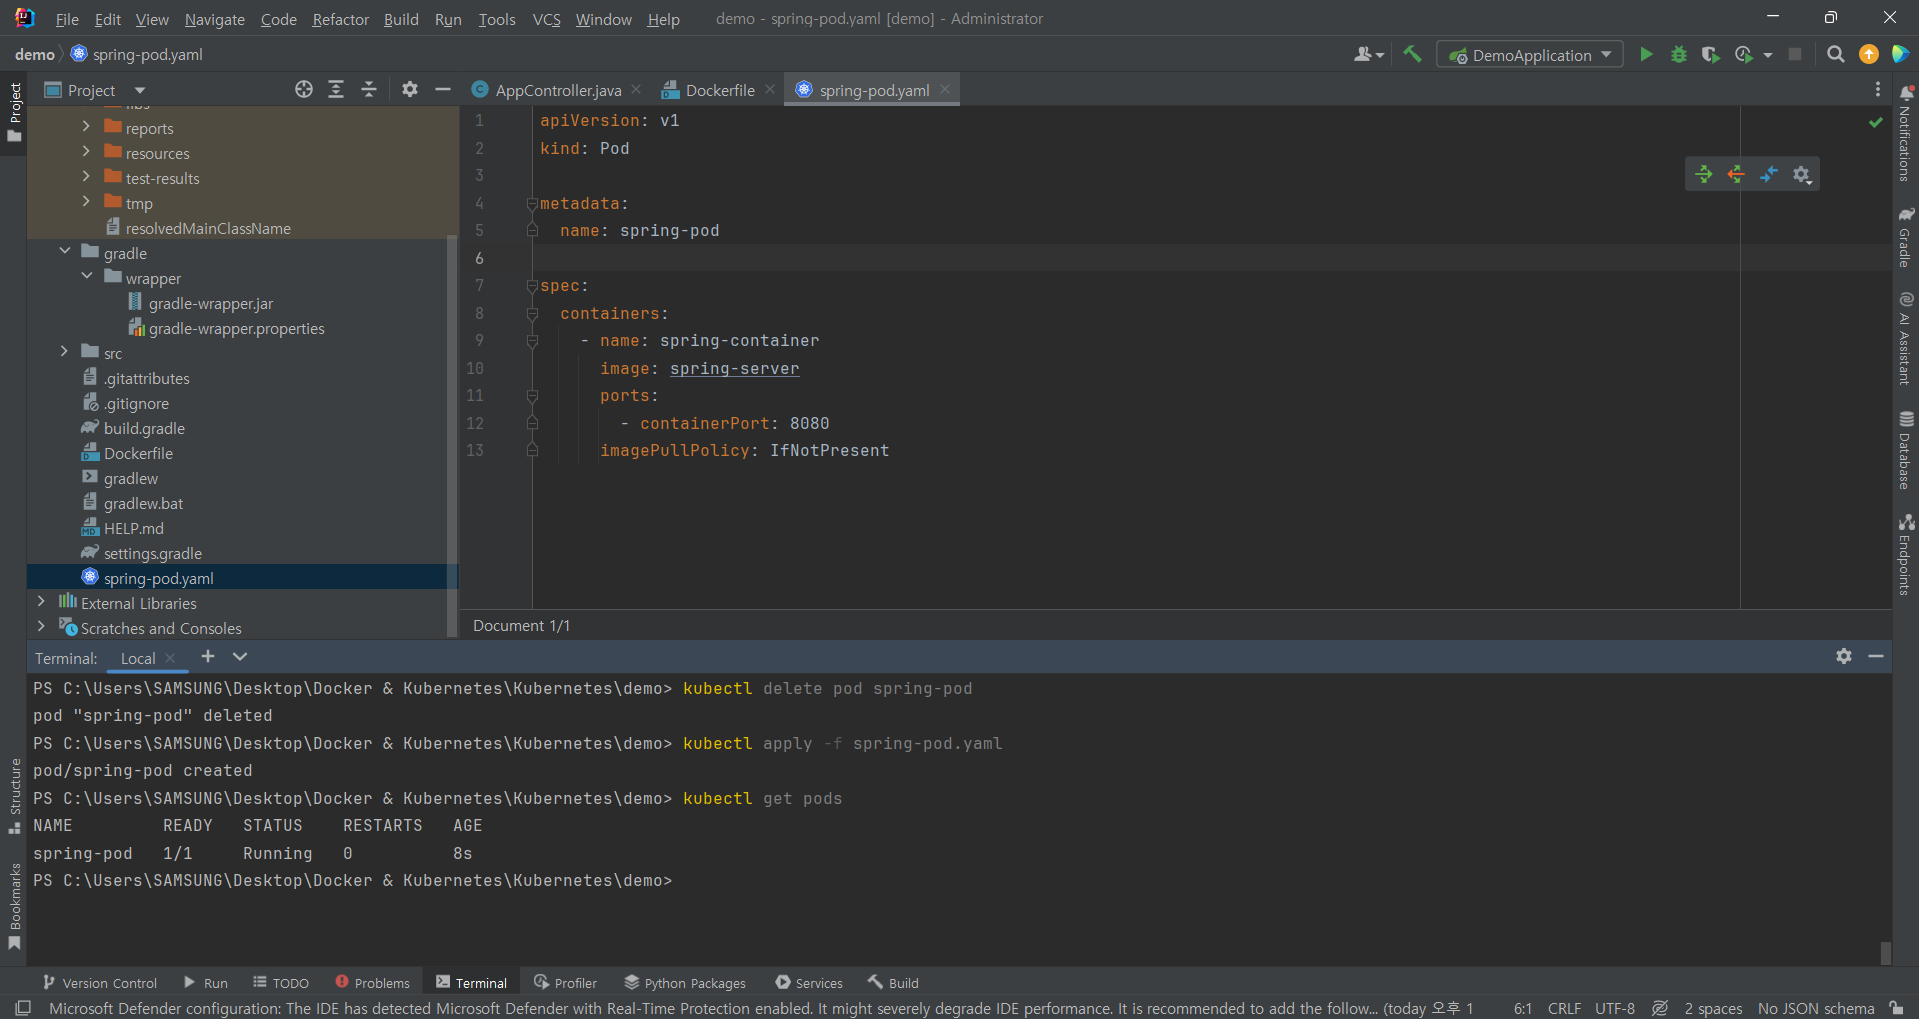 File Edit View Navigate Code Refactor Build Run Tools VCS Window Help demo - spring-pod.yaml [demo] - Administrator
demo spring-pod.yaml DemoApplication
Project
Project
AppController.java Dockerfile spring-pod.yaml
libs
reports
resources
test-results
tmp
resolvedMainClassName
gradle
wrapper
gradle-wrapper.jar
gradle-wrapper.properties
src
.gitattributes
.gitignore
build.gradle
Dockerfile
gradlew
gradlew.bat
HELP.md
settings.gradle
spring-pod.yaml
External Libraries
Scratches and Consoles
1 apiVersion: v1
2 kind: Pod
3
4 metadata:
5 name: spring-pod
6
7 spec:
8 containers:
9 - name: spring-container
10 image: spring-server
11 ports:
12 - containerPort: 8080
13 imagePullPolicy: IfNotPresent
Document 1/1
Notifications
Gradle
AI Assistant
Database
Endpoints
Terminal: Local
PS C:\Users\SAMSUNG\Desktop\Docker & Kubernetes\Kubernetes\demo> kubectl delete pod spring-pod
pod "spring-pod" deleted
PS C:\Users\SAMSUNG\Desktop\Docker & Kubernetes\Kubernetes\demo> kubectl apply -f spring-pod.yaml
pod/spring-pod created
PS C:\Users\SAMSUNG\Desktop\Docker & Kubernetes\Kubernetes\demo> kubectl get pods
NAME READY STATUS RESTARTS AGE
spring-pod 1/1 Running 0 8s
PS C:\Users\SAMSUNG\Desktop\Docker & Kubernetes\Kubernetes\demo>
Structure
Bookmarks
Version Control Run TODO Problems Terminal Profiler Python Packages Services Build
Microsoft Defender configuration: The IDE has detected Microsoft Defender with Real-Time Protection enabled. It might severely degrade IDE performance. It is recommended to add the follow... (today 오후 1 6:1 CRLF UTF-8 2 spaces No JSON schema